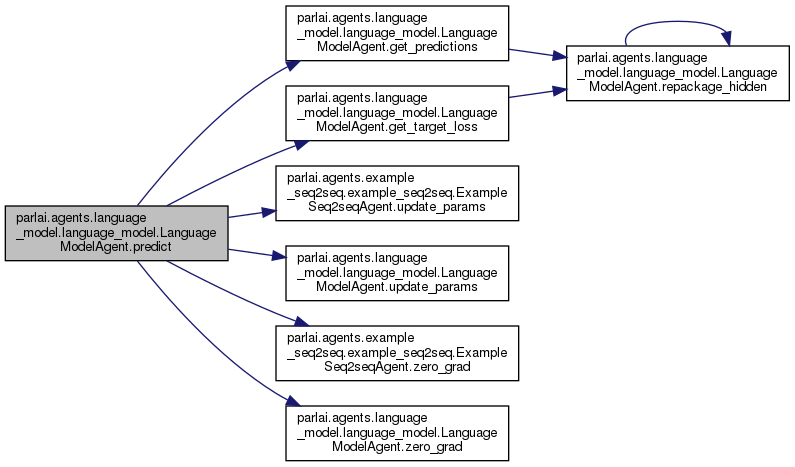 parlai.agents.language
_model.language_model.Language
ModelAgent.predict
parlai.agents.language
_model.language_model.Language
ModelAgent.get_predictions
parlai.agents.language
_model.language_model.Language
ModelAgent.repackage_hidden
parlai.agents.language
_model.language_model.Language
ModelAgent.get_target_loss
parlai.agents.example
_seq2seq.example_seq2seq.Example
Seq2seqAgent.update_params
parlai.agents.language
_model.language_model.Language
ModelAgent.update_params
parlai.agents.example
_seq2seq.example_seq2seq.Example
Seq2seqAgent.zero_grad
parlai.agents.language
_model.language_model.Language
ModelAgent.zero_grad